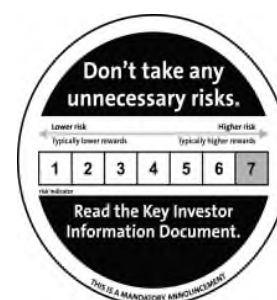 Don't take any
unnecessary risks.
Lower risk Higher risk
Typically lower rewards Typically higher rewards
1 2 3 4 5 6 7
risk indicator
Read the Key Investor
Information Document.
THIS IS A MANDATORY ANNOUNCEMENT